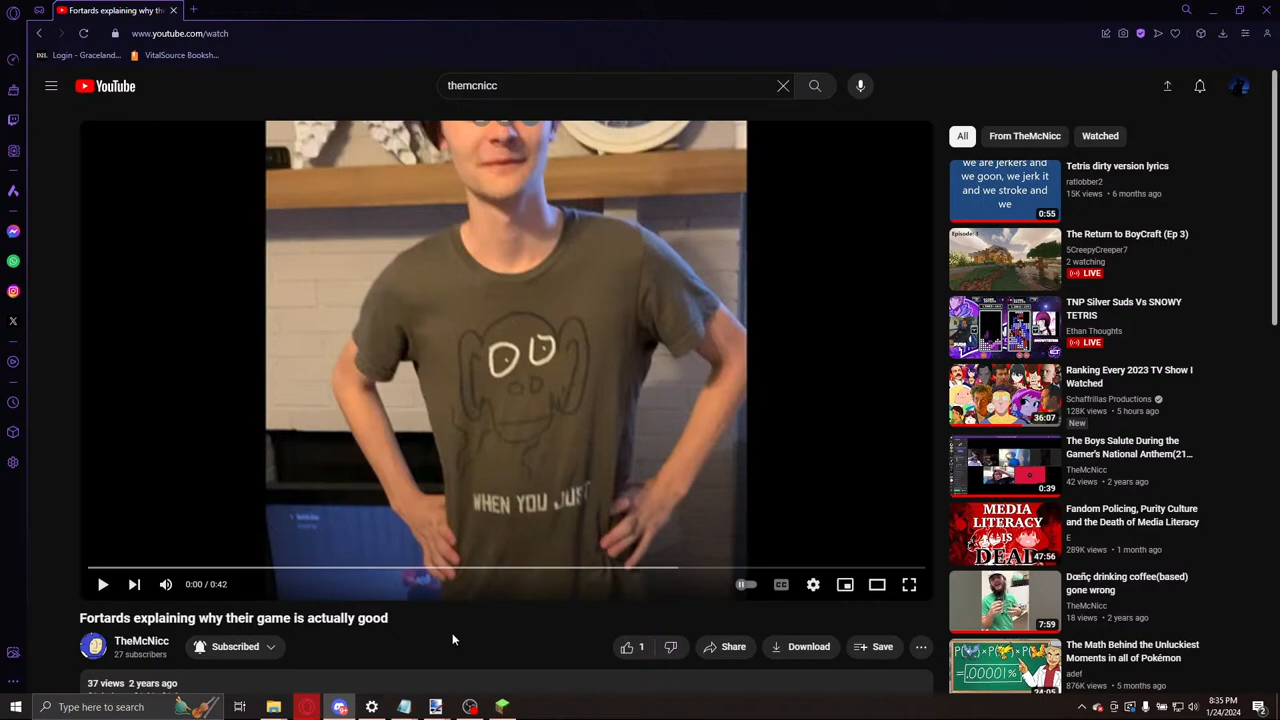 Fortards explaining why the
www.youtube.com/watch
Login - Graceland...
VitalSource Booksh...
YouTube
themcnicc
WHEN YOU JUST
0:00 / 0:42
Fortards explaining why their game is actually good
TheMcNicc
27 subscribers
Subscribed
1
Share
Download
Save
37 views 2 years ago
All
From TheMcNicc
Watched
we are jerkers and
we goon, we jerk it
and we stroke and
we
0:55
Tetris dirty version lyrics
ratlobber2
15K views • 6 months ago
Episode: 3
The Return to BoyCraft (Ep 3)
5CreepyCreeper7
2 watching
LIVE
TNP Silver Suds Vs SNOWY
TETRIS
Ethan Thoughts
LIVE
36:07
Ranking Every 2023 TV Show I
Watched
Schaffrillas Productions
128K views • 5 hours ago
New
0:39
The Boys Salute During the
Gamer's National Anthem(21...
TheMcNicc
42 views • 2 years ago
MEDIA
LITERACY
IS
DEAD
47:56
Fandom Policing, Purity Culture
and the Death of Media Literacy
E
289K views • 1 month ago
7:59
Dœñç drinking coffee(based)
gone wrong
TheMcNicc
18 views • 2 years ago
.00001%
24:05
The Math Behind the Unluckiest
Moments in all of Pokémon
adef
876K views • 5 months ago
Type here to search
8:35 PM
1/24/2024